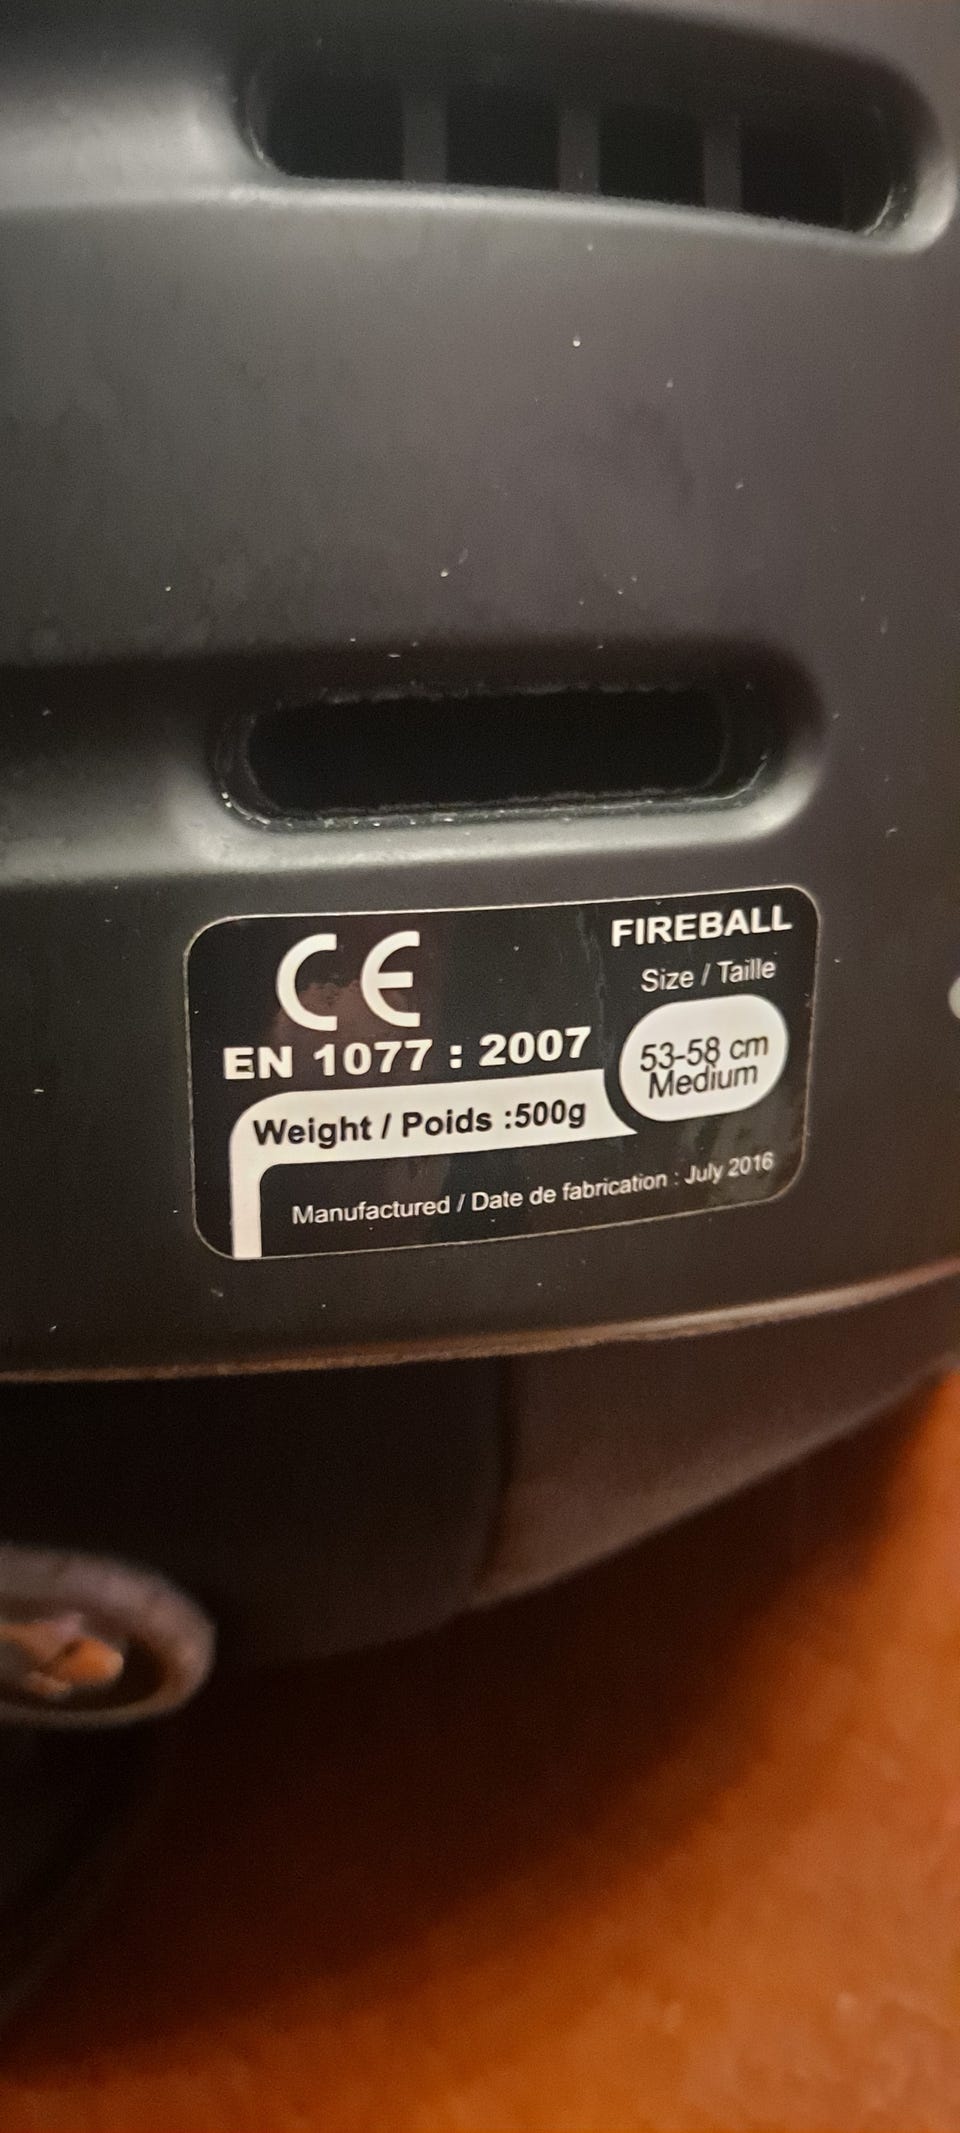 CE
EN 1077 : 2007
FIREBALL
Size / Taille
53-58 cm
Medium
Weight / Poids :500g
Manufactured / Date de fabrication : July 2016